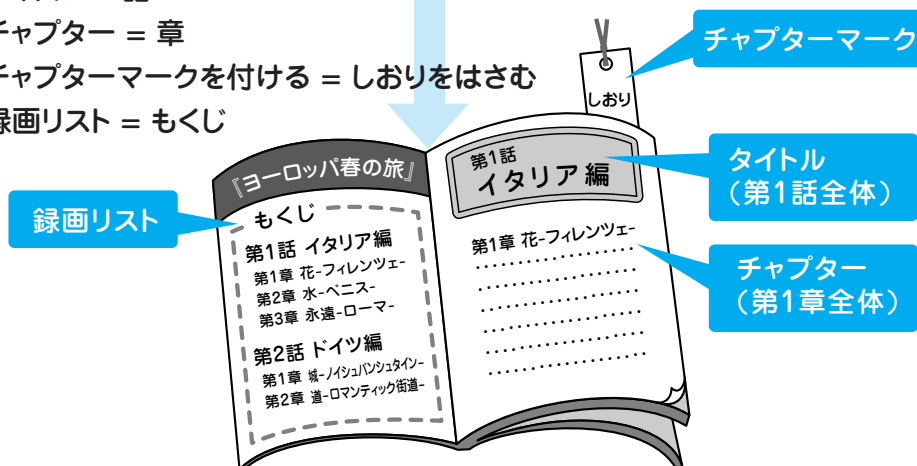 チャプター = 章
チャプターマークを付ける = しおりをはさむ
録画リスト = もくじ
チャプターマーク
しおり
『ヨーロッパ春の旅』
第1話
イタリア編
タイトル
（第1話全体）
録画リスト
もくじ
第1話 イタリア編
第1章 花-フィレンツェ-
第2章 水-ベニス-
第3章 永遠-ローマ-
第2話 ドイツ編
第1章 城-ノイシュバンシュタイン-
第2章 道-ロマンティック街道-
第1章 花-フィレンツェ-
チャプター
（第1章全体）